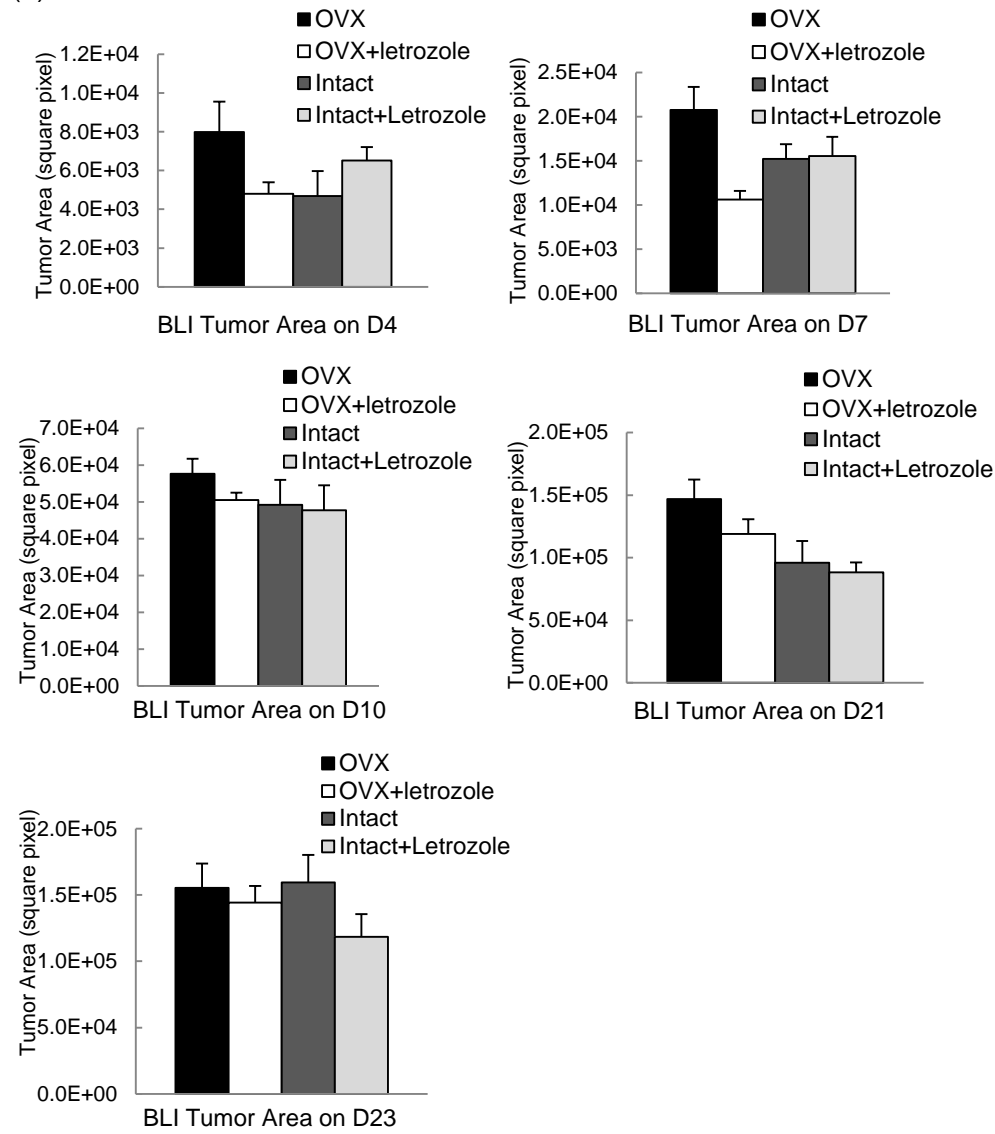 OVX
OVX+letrozole
Intact
Intact+Letrozole
Tumor Area (square pixel)
1.2E+04
1.0E+04
8.0E+03
6.0E+03
4.0E+03
2.0E+03
0.0E+00
BLI Tumor Area on D4
OVX
OVX+letrozole
Intact
Intact+Letrozole
Tumor Area (square pixel)
2.5E+04
2.0E+04
1.5E+04
1.0E+04
5.0E+03
0.0E+00
BLI Tumor Area on D7
OVX
OVX+letrozole
Intact
Intact+Letrozole
Tumor Area (square pixel)
7.0E+04
6.0E+04
5.0E+04
4.0E+04
3.0E+04
2.0E+04
1.0E+04
0.0E+00
BLI Tumor Area on D10
OVX
OVX+letrozole
Intact
Intact+Letrozole
Tumor Area (square pixel)
2.0E+05
1.5E+05
1.0E+05
5.0E+04
0.0E+00
BLI Tumor Area on D21
OVX
OVX+letrozole
Intact
Intact+Letrozole
Tumor Area (square pixel)
2.0E+05
1.5E+05
1.0E+05
5.0E+04
0.0E+00
BLI Tumor Area on D23